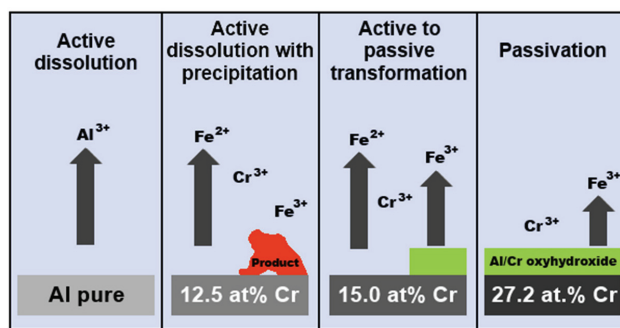 Active
dissolution
Al³⁺
Al pure
Active
dissolution with
precipitation
Fe²⁺
Cr³⁺
Fe³⁺
Product
12.5 at% Cr
Active to
passive
transformation
Fe²⁺
Fe³⁺
Cr³⁺
15.0 at% Cr
Passivation
Fe³⁺
Cr³⁺
Al/Cr oxyhydroxide
27.2 at.% Cr